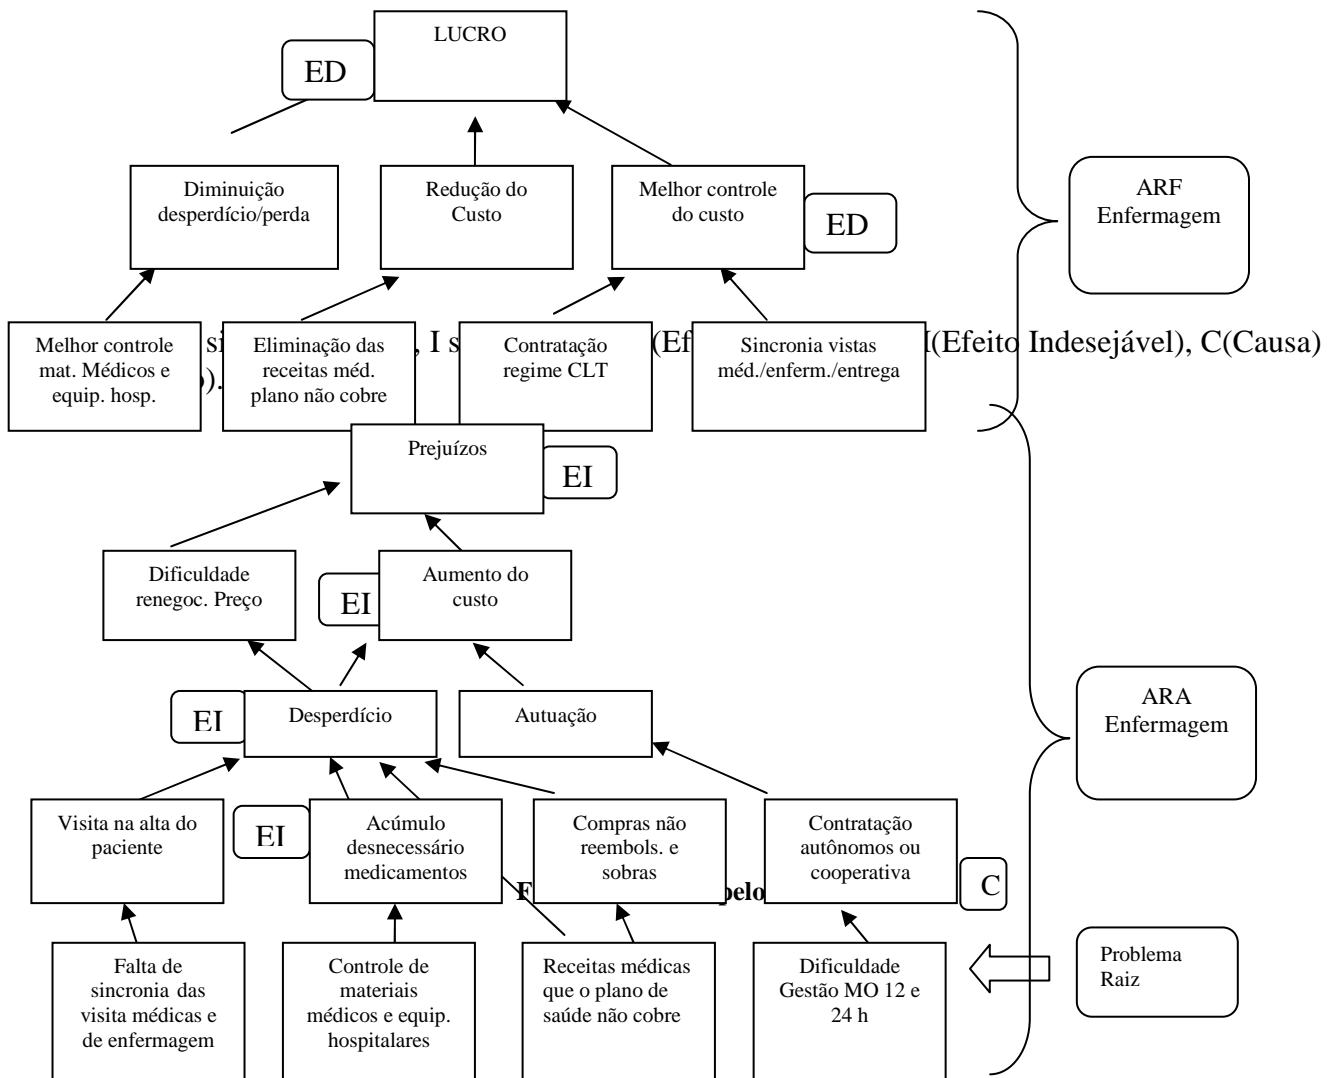 LUCRO
ED
Diminuição
desperdício/perda
Redução do
Custo
Melhor controle
do custo
ED
ARF
Enfermagem
Melhor controle
mat. Médicos e
equip. hosp.
Eliminação das
receitas méd.
plano não cobre
Contratação
regime CLT
Sincronia vistas
méd./enferm./entrega
, I s
(Efeito Indesejável), C(Causa)
).
Prejuízos
EI
Dificuldade
renegoc. Preço
EI
Aumento do
custo
EI
Desperdício
Autuação
ARA
Enfermagem
Visita na alta do
paciente
EI
Acúmulo
desnecessário
medicamentos
Compras não
reembols. e
sobras
Contratação
autônomos ou
cooperativa
C
Falta de
sincronia das
visita médicas e
de enfermagem
Controle de
materiais
médicos e equip.
hospitalares
Receitas médicas
que o plano de
saúde não cobre
Dificuldade
Gestão MO 12 e
24 h
Problema
Raiz